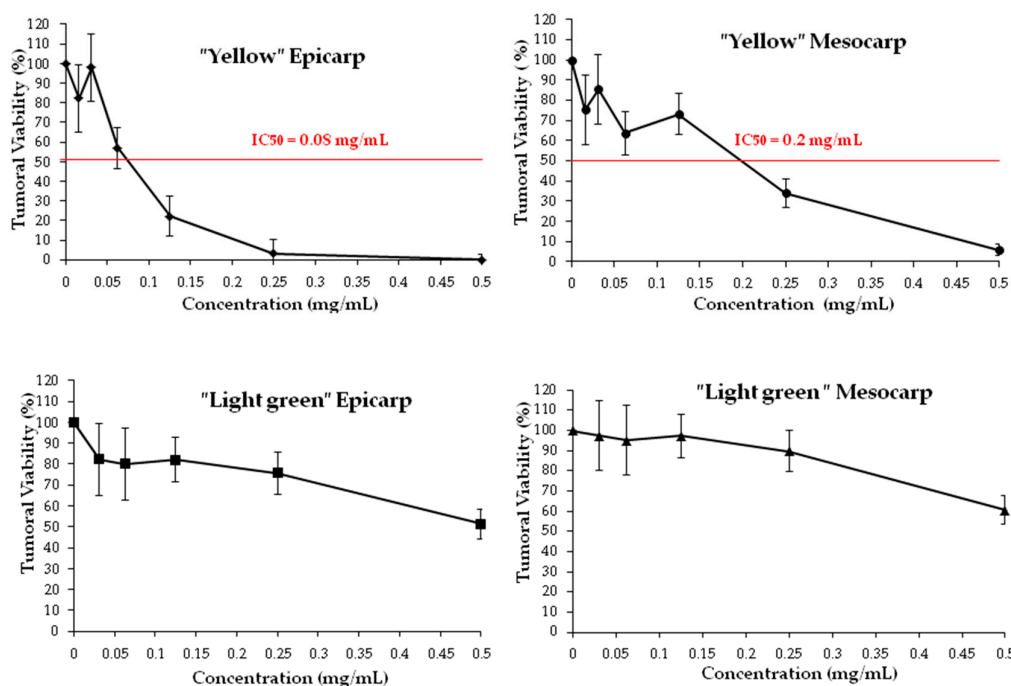 "Yellow" Epicarp
Tumoral Viability (%)
120
110
100
90
80
70
60
50
40
30
20
10
0
IC50 = 0.08 mg/mL
0 0.05 0.1 0.15 0.2 0.25 0.3 0.35 0.4 0.45 0.5
Concentration (mg/mL)
"Yellow" Mesocarp
Tumoral Viability ( %)
120
110
100
90
80
70
60
50
40
30
20
10
0
IC50 = 0.2 mg/mL
0 0.05 0.1 0.15 0.2 0.25 0.3 0.35 0.4 0.45 0.5
Concentration (mg/mL)
"Light green" Epicarp
Tumoral Viability (%)
120
110
100
90
80
70
60
50
40
30
20
10
0
0 0.05 0.1 0.15 0.2 0.25 0.3 0.35 0.4 0.45 0.5
Concentration (mg/mL)
"Light green " Mesocarp
Tumoral Viability (%)
120
110
100
90
80
70
60
50
40
30
20
10
0
0 0.05 0.1 0.15 0.2 0.25 0.3 0.35 0.4 0.45 0.5
Concentration (mg/mL)